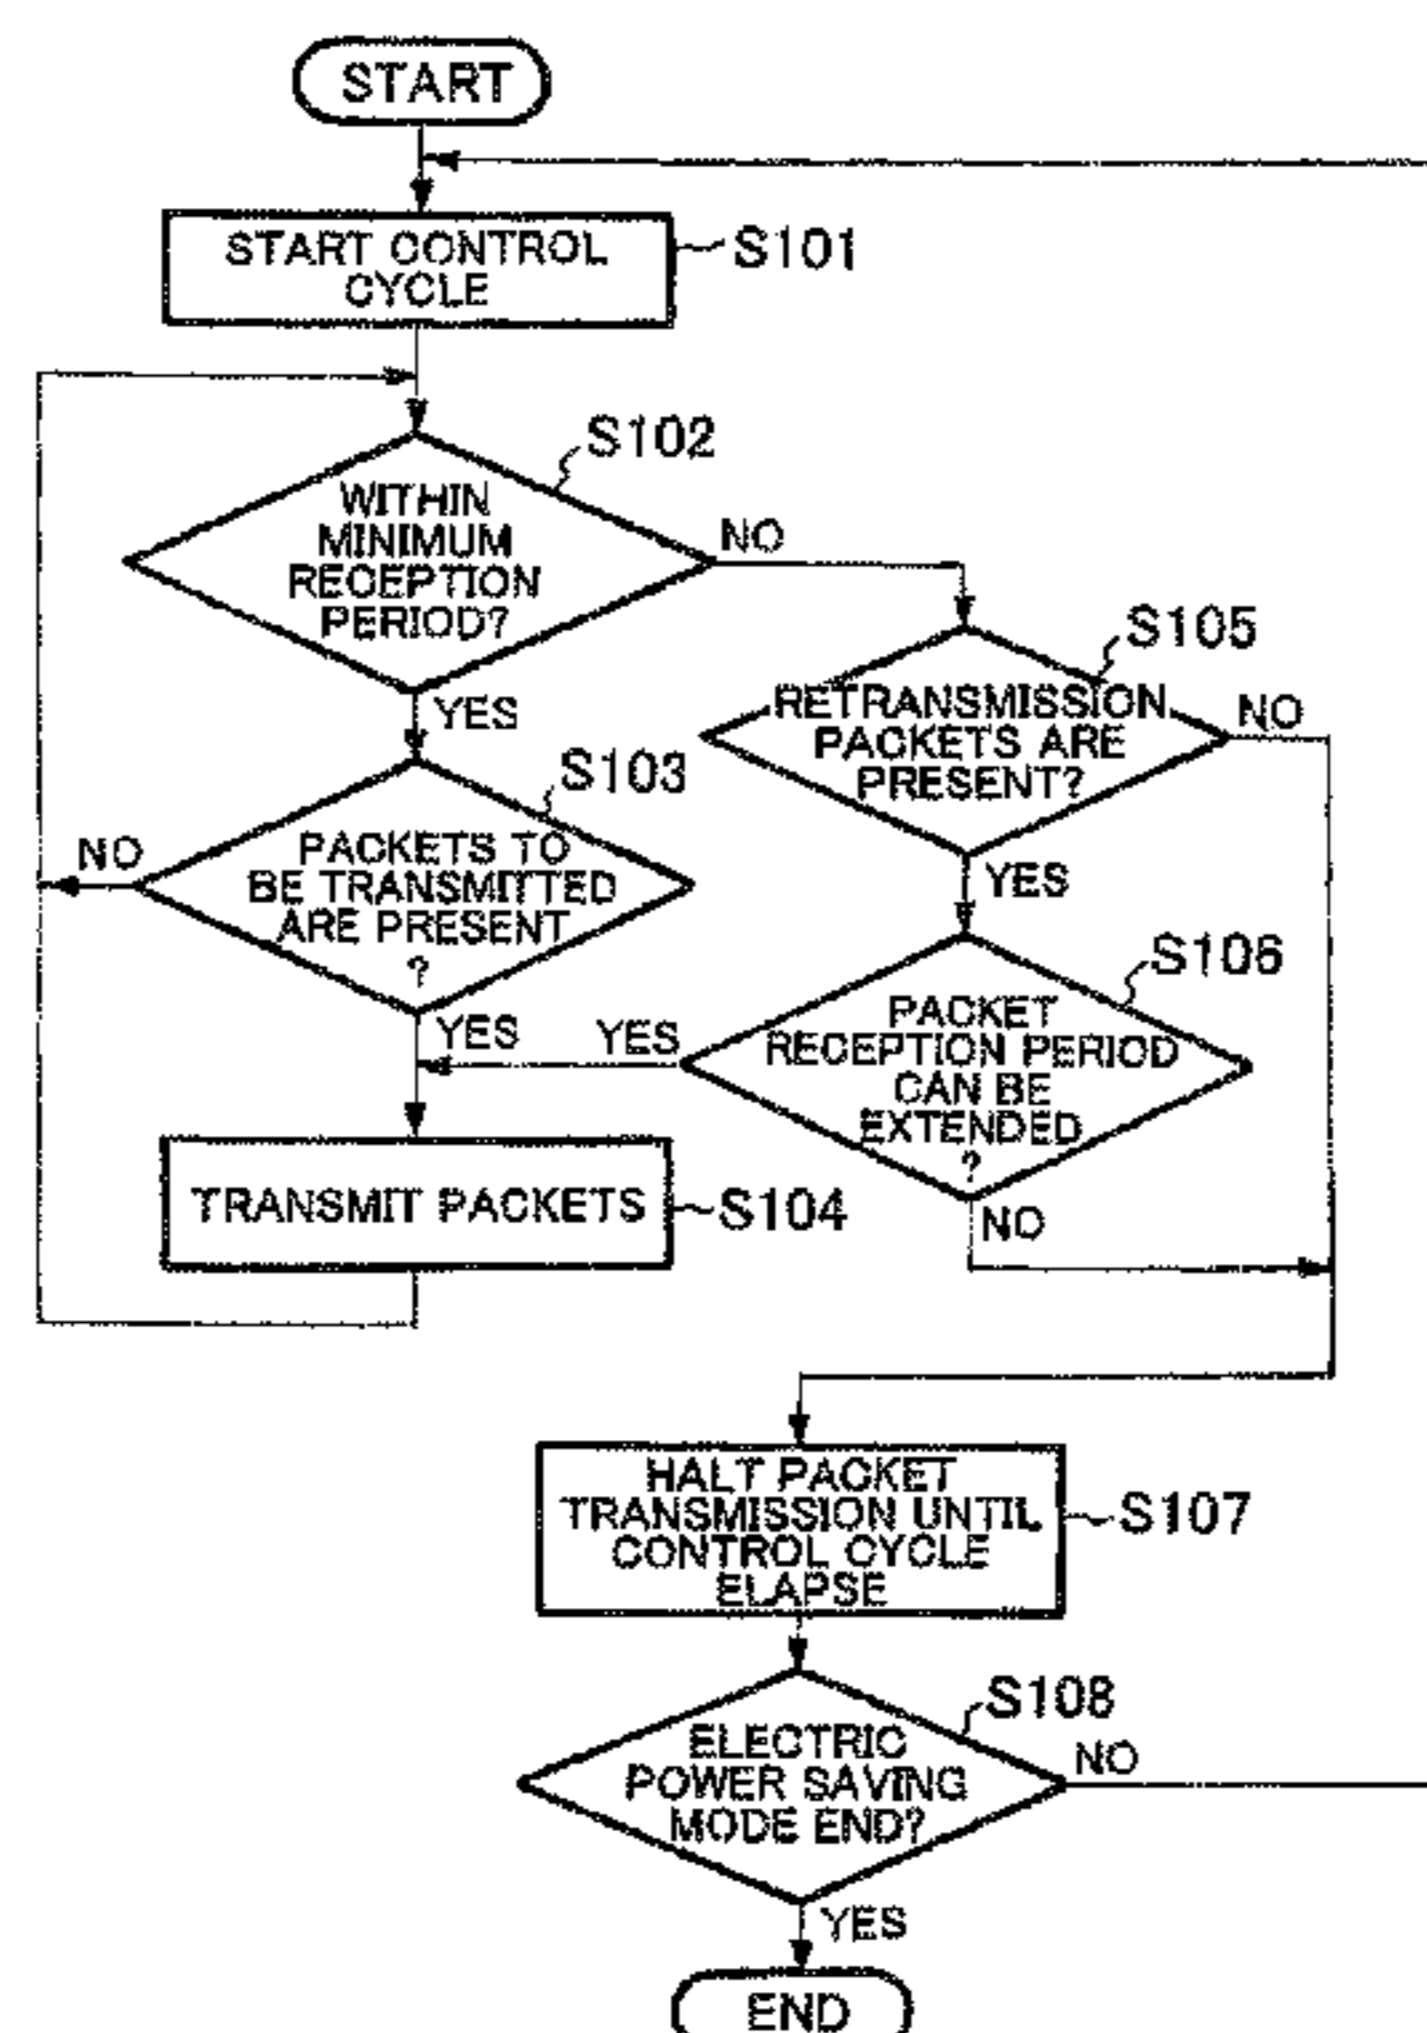 START
START CONTROL
CYCLE
S101
S102
WITHIN
MINIMUM
RECEPTION
PERIOD?
NO
YES
S105
RETRANSMISSION
PACKETS ARE
PRESENT?
NO
YES
S103
PACKETS TO
BE TRANSMITTED
ARE PRESENT
?
NO
YES
S106
PACKET
RECEPTION PERIOD
CAN BE
EXTENDED
?
YES
NO
TRANSMIT PACKETS
S104
HALT PACKET
TRANSMISSION UNTIL
CONTROL CYCLE
ELAPSE
S107
S108
ELECTRIC
POWER SAVING
MODE END?
NO
YES
END